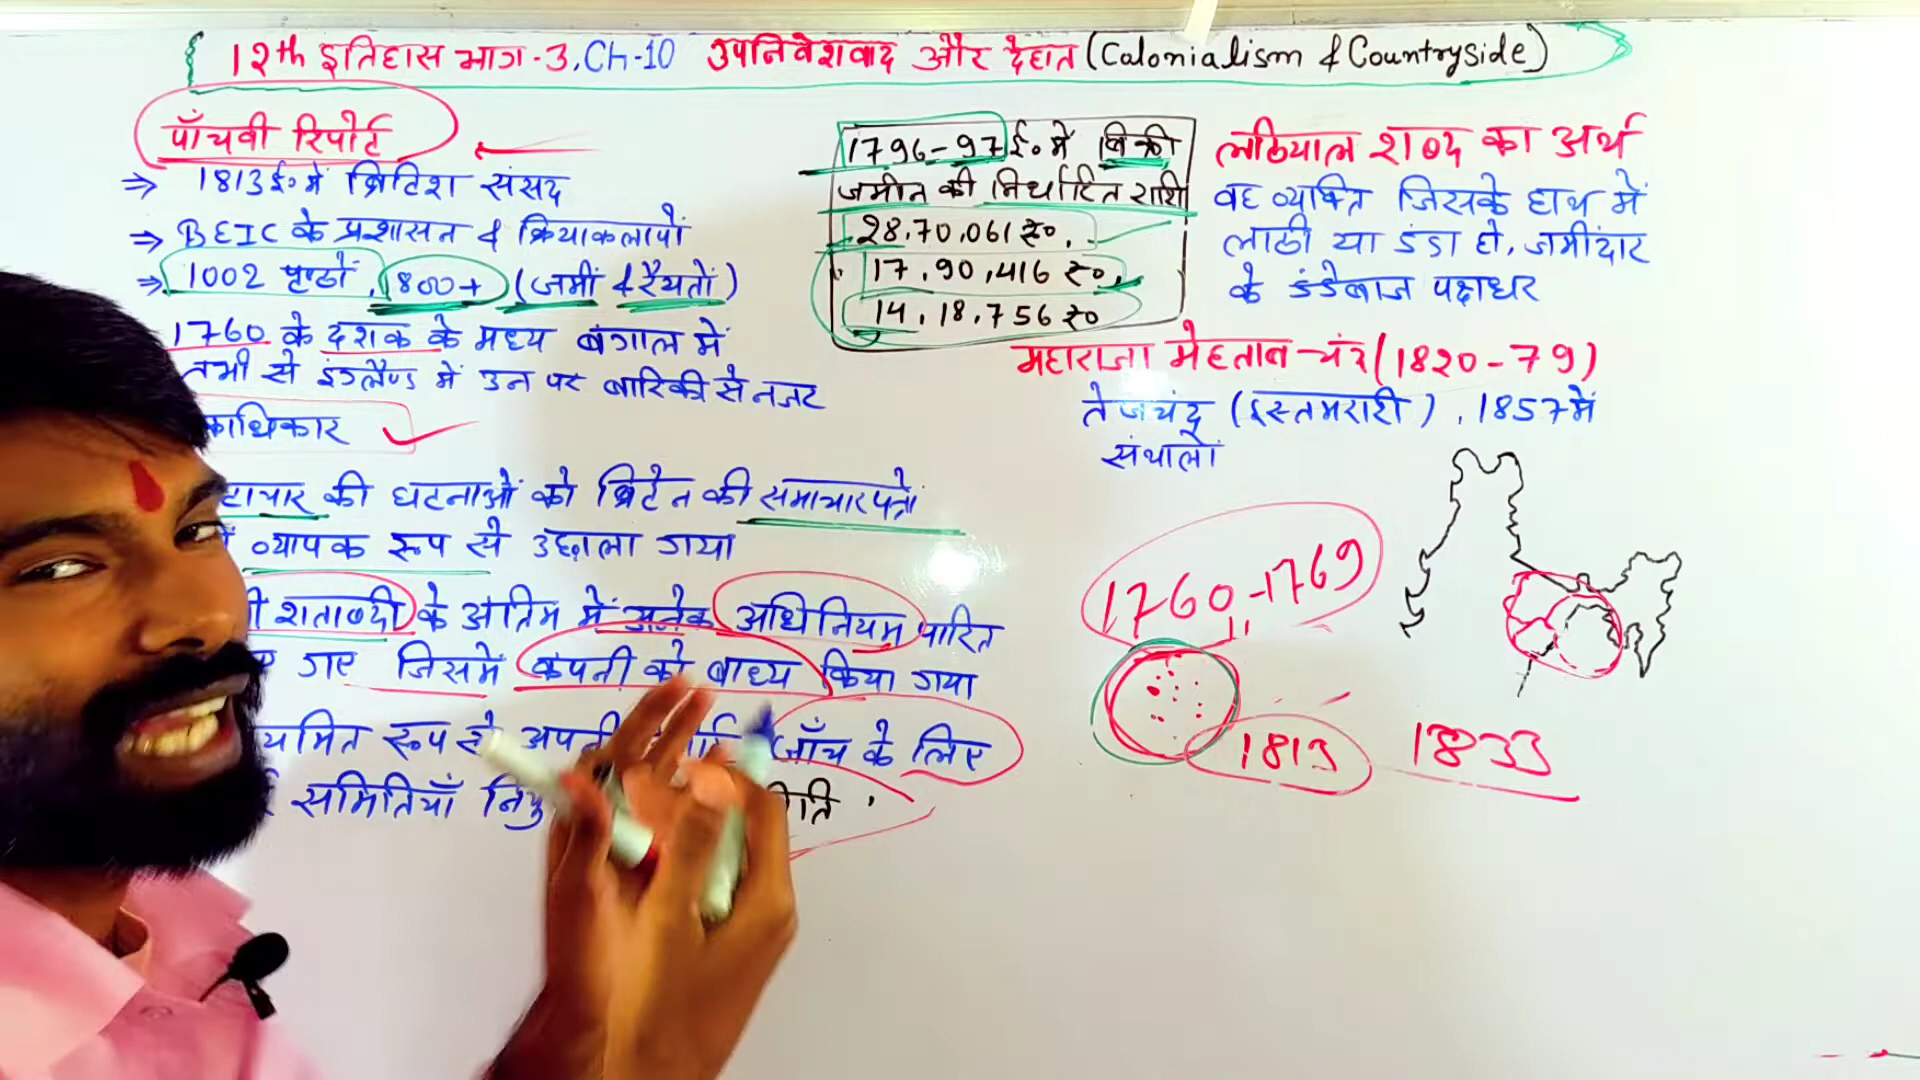 12th इतिहास भाग-3, Ch-10 उपनिवेशवाद और देहात (Colonialism & Countryside)
पाँचवी रिपोर्ट
⇒ 1813ई॰ में ब्रिटिश संसद
⇒ BEIC के प्रशासन & क्रियाकलापों
⇒ 1002 पृष्ठों, 800+ (जमीं & रैयतों)
1760 के दशक के मध्य बंगाल में
तभी से इंग्लैण्ड में उन पर बारिकी से नजर
काधिकार
टाचार की घटनाओं को ब्रिटेन की समाचारपत्रो
व्यापक रूप से उछाला गया
वी शताब्दी के अंतिम में अनेक अधिनियम पारित
गए जिसमें कंपनी को बाध्य किया गया
यमित रूप से अपनी जाँच के लिए
समितियाँ नियु
1796-97 ई॰ में बिक्री
जमीन की निर्धारित राशि
28,70,061 रु॰.
17,90,416 रु॰.
14,18,756 रु॰
लठियाल शब्द का अर्थ
वह व्यक्ति जिसके हाथ में
लाठी या डंडा हो, जमींदार
के डंडेबाज पक्षधर
महाराजा मेहताब-चंद (1820-79)
तेजचंद (इस्तमरारी), 1857 में
संथालों
1760-1769
1813
1833